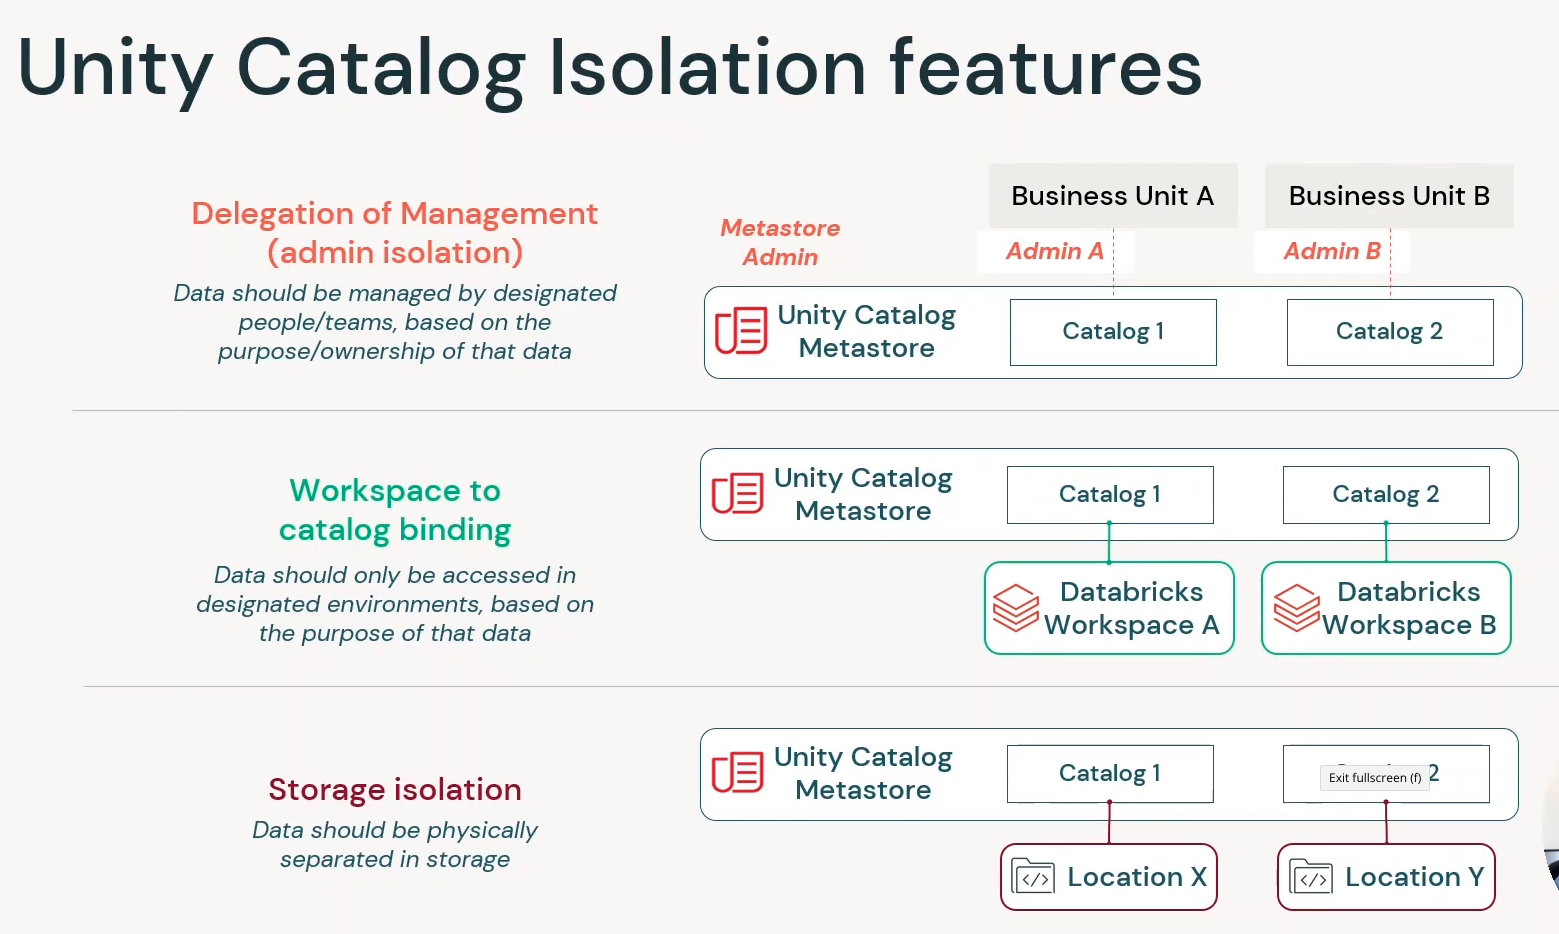 Unity Catalog Isolation features
Delegation of Management
(admin isolation)
Data should be managed by designated
people/teams, based on the
purpose/ownership of that data
Metastore
Admin
Business Unit A
Business Unit B
Admin A
Admin B
Unity Catalog
Metastore
Catalog 1
Catalog 2
Workspace to
catalog binding
Data should only be accessed in
designated environments, based on
the purpose of that data
Unity Catalog
Metastore
Catalog 1
Catalog 2
Databricks
Workspace A
Databricks
Workspace B
Storage isolation
Data should be physically
separated in storage
Unity Catalog
Metastore
Catalog 1
2
Exit fullscreen (f)
Location X
Location Y